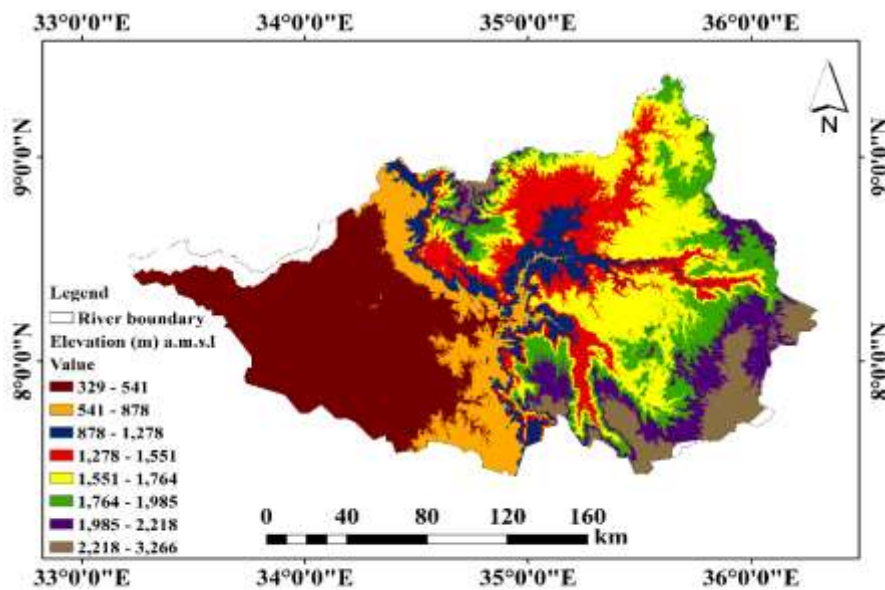 33°0'0"E 34°0'0"E 35°0'0"E 36°0'0"E
N
9°0'0"N 9°0'0"N
8°0'0"N 8°0'0"N
Legend
River boundary
Elevation (m) a.m.s.l
Value
329 - 541
541 - 878
878 - 1,278
1,278 - 1,551
1,551 - 1,764
1,764 - 1,985
1,985 - 2,218
2,218 - 3,266
0 40 80 120 160
km
33°0'0"E 34°0'0"E 35°0'0"E 36°0'0"E